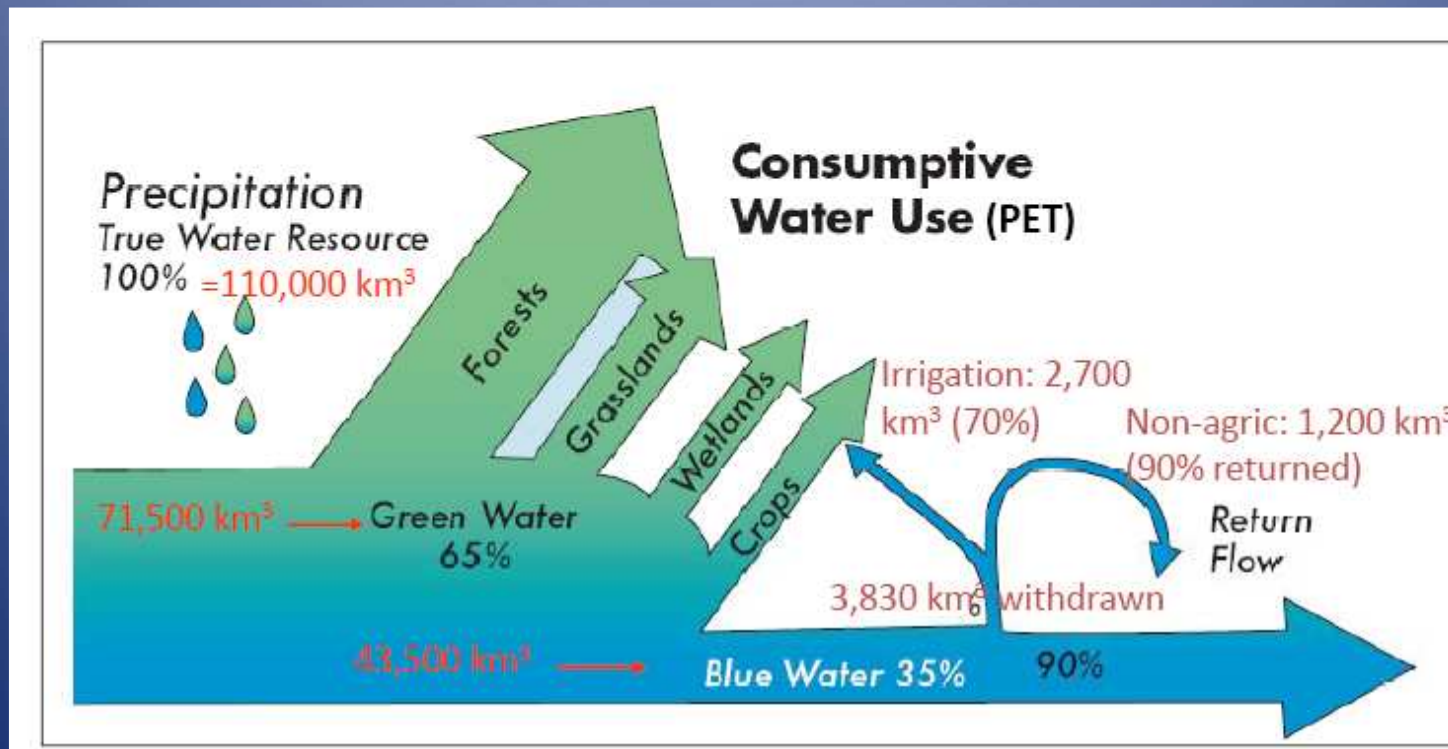 Precipitation
True Water Resource
100% =110,000 km³
Consumptive
Water Use (PET)
Forests
Grasslands
Wetlands
Crops
Irrigation: 2,700
km³ (70%)
Non-agric: 1,200 km³
(90% returned)
71,500 km³
Green Water
65%
Return
Flow
3,830 km³ withdrawn
43,500 km³
Blue Water 35%
90%